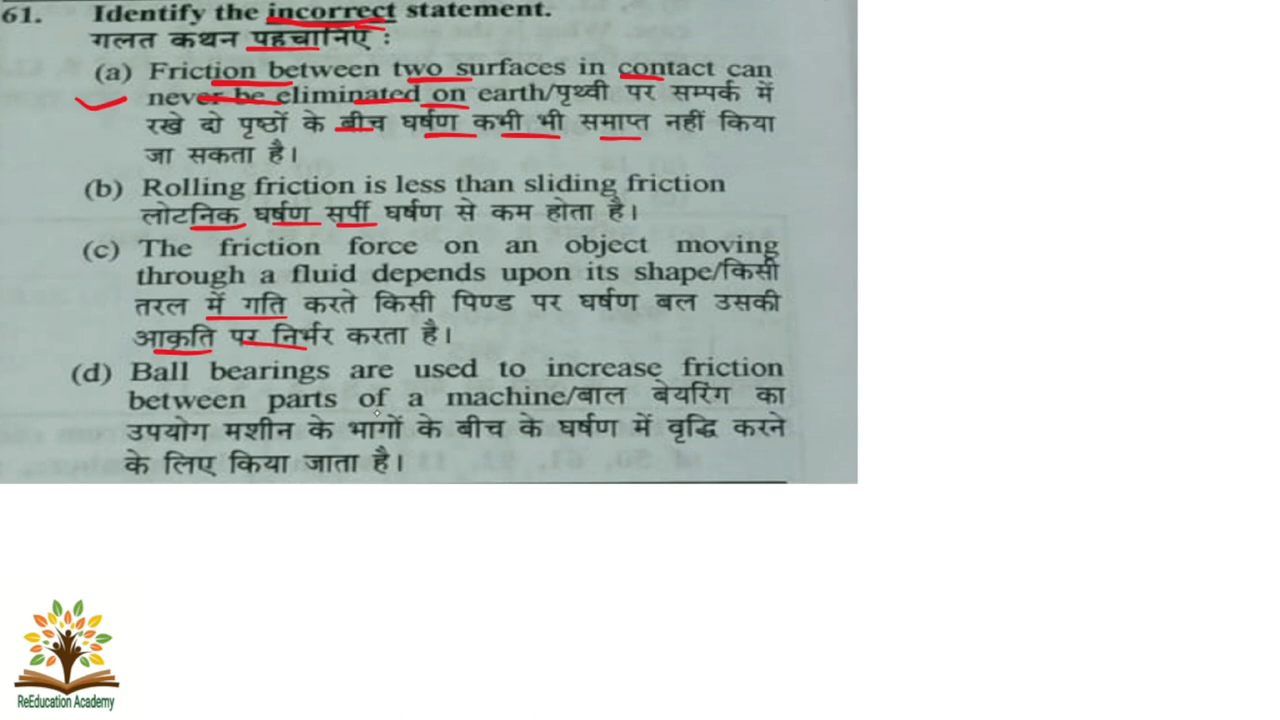 61. Identify the incorrect statement.
गलत कथन पहचानिए :
(a) Friction between two surfaces in contact can
never be eliminated on earth/पृथ्वी पर सम्पर्क में
रखे दो पृष्ठों के बीच घर्षण कभी भी समाप्त नहीं किया
जा सकता है।
(b) Rolling friction is less than sliding friction
लोटनिक घर्षण सर्पी घर्षण से कम होता है।
(c) The friction force on an object moving
through a fluid depends upon its shape/किसी
तरल में गति करते किसी पिण्ड पर घर्षण बल उसकी
आकृति पर निर्भर करता है।
(d) Ball bearings are used to increase friction
between parts of a machine/बाल बेयरिंग का
उपयोग मशीन के भागों के बीच के घर्षण में वृद्धि करने
के लिए किया जाता है।
ReEducation Academy